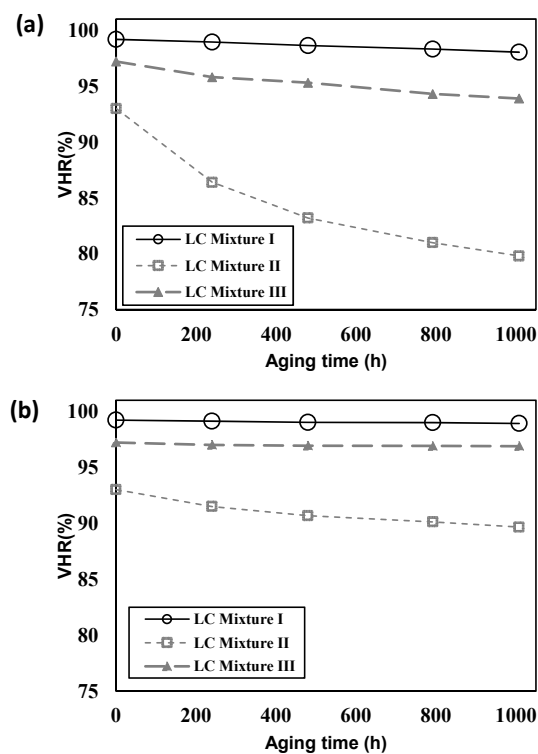 (a)
100
95
90
85
80
75
VHR(%)
LC Mixture I
LC Mixture II
LC Mixture III
0 200 400 600 800 1000
Aging time (h)
(b)
100
95
90
85
80
75
VHR(%)
LC Mixture I
LC Mixture II
LC Mixture III
0 200 400 600 800 1000
Aging time (h)